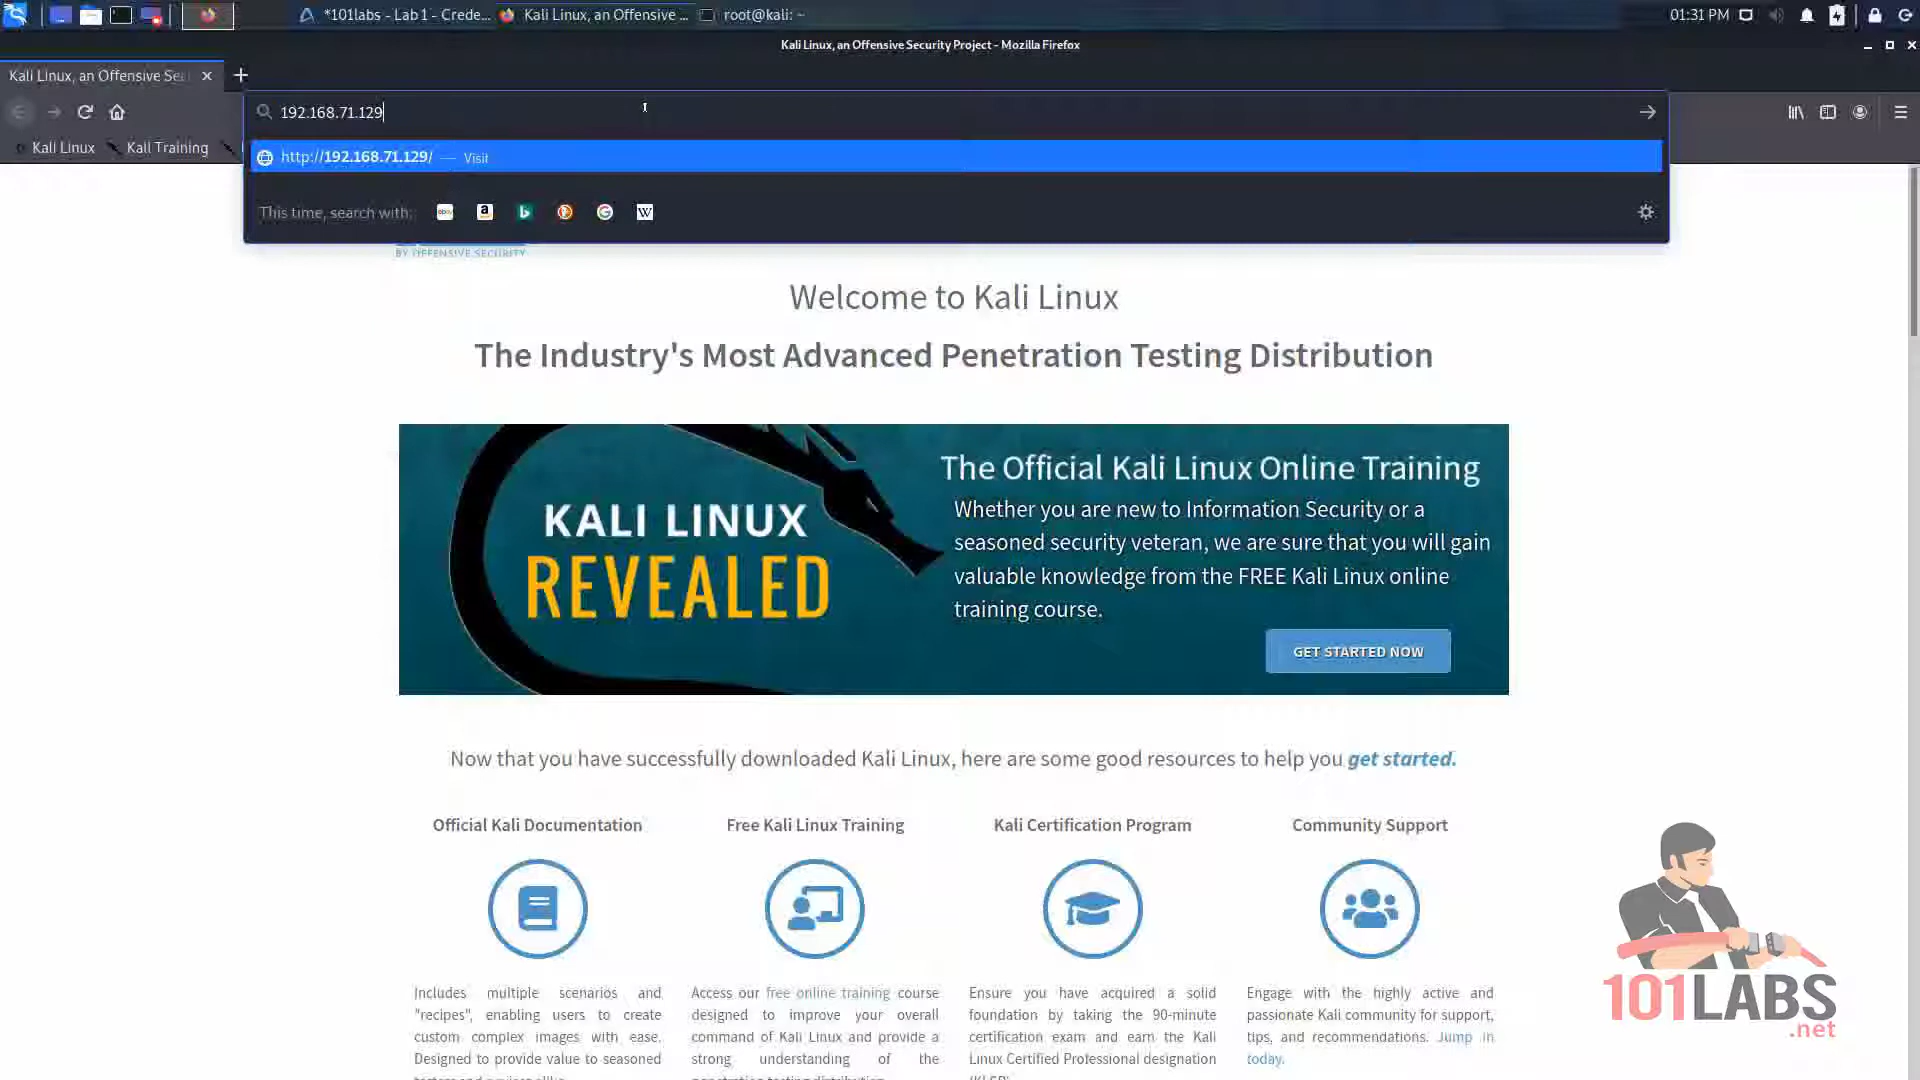 *101labs - Lab 1 - Crede...
Kali Linux, an Offensive ...
root@kali: ~
01:31 PM
Kali Linux, an Offensive Security Project - Mozilla Firefox
Kali Linux, an Offensive Sec
192.168.71.129
Kali Linux
Kali Training
http://192.168.71.129/ — Visit
This time, search with:
BY OFFENSIVE SECURITY
Welcome to Kali Linux
The Industry's Most Advanced Penetration Testing Distribution
KALI LINUX
REVEALED
The Official Kali Linux Online Training
Whether you are new to Information Security or a
seasoned security veteran, we are sure that you will gain
valuable knowledge from the FREE Kali Linux online
training course.
GET STARTED NOW
Now that you have successfully downloaded Kali Linux, here are some good resources to help you get started.
Official Kali Documentation
Includes multiple scenarios and
"recipes", enabling users to create
custom complex images with ease.
Designed to provide value to seasoned
Free Kali Linux Training
Access our free online training course
designed to improve your overall
command of Kali Linux and provide a
strong understanding of the
penetration testing distribution
Kali Certification Program
Ensure you have acquired a solid
foundation by taking the 90-minute
certification exam and earn the Kali
Linux Certified Professional designation
Community Support
Engage with the highly active and
passionate Kali community for support,
tips, and recommendations. Jump in
today.
101LABS
.net